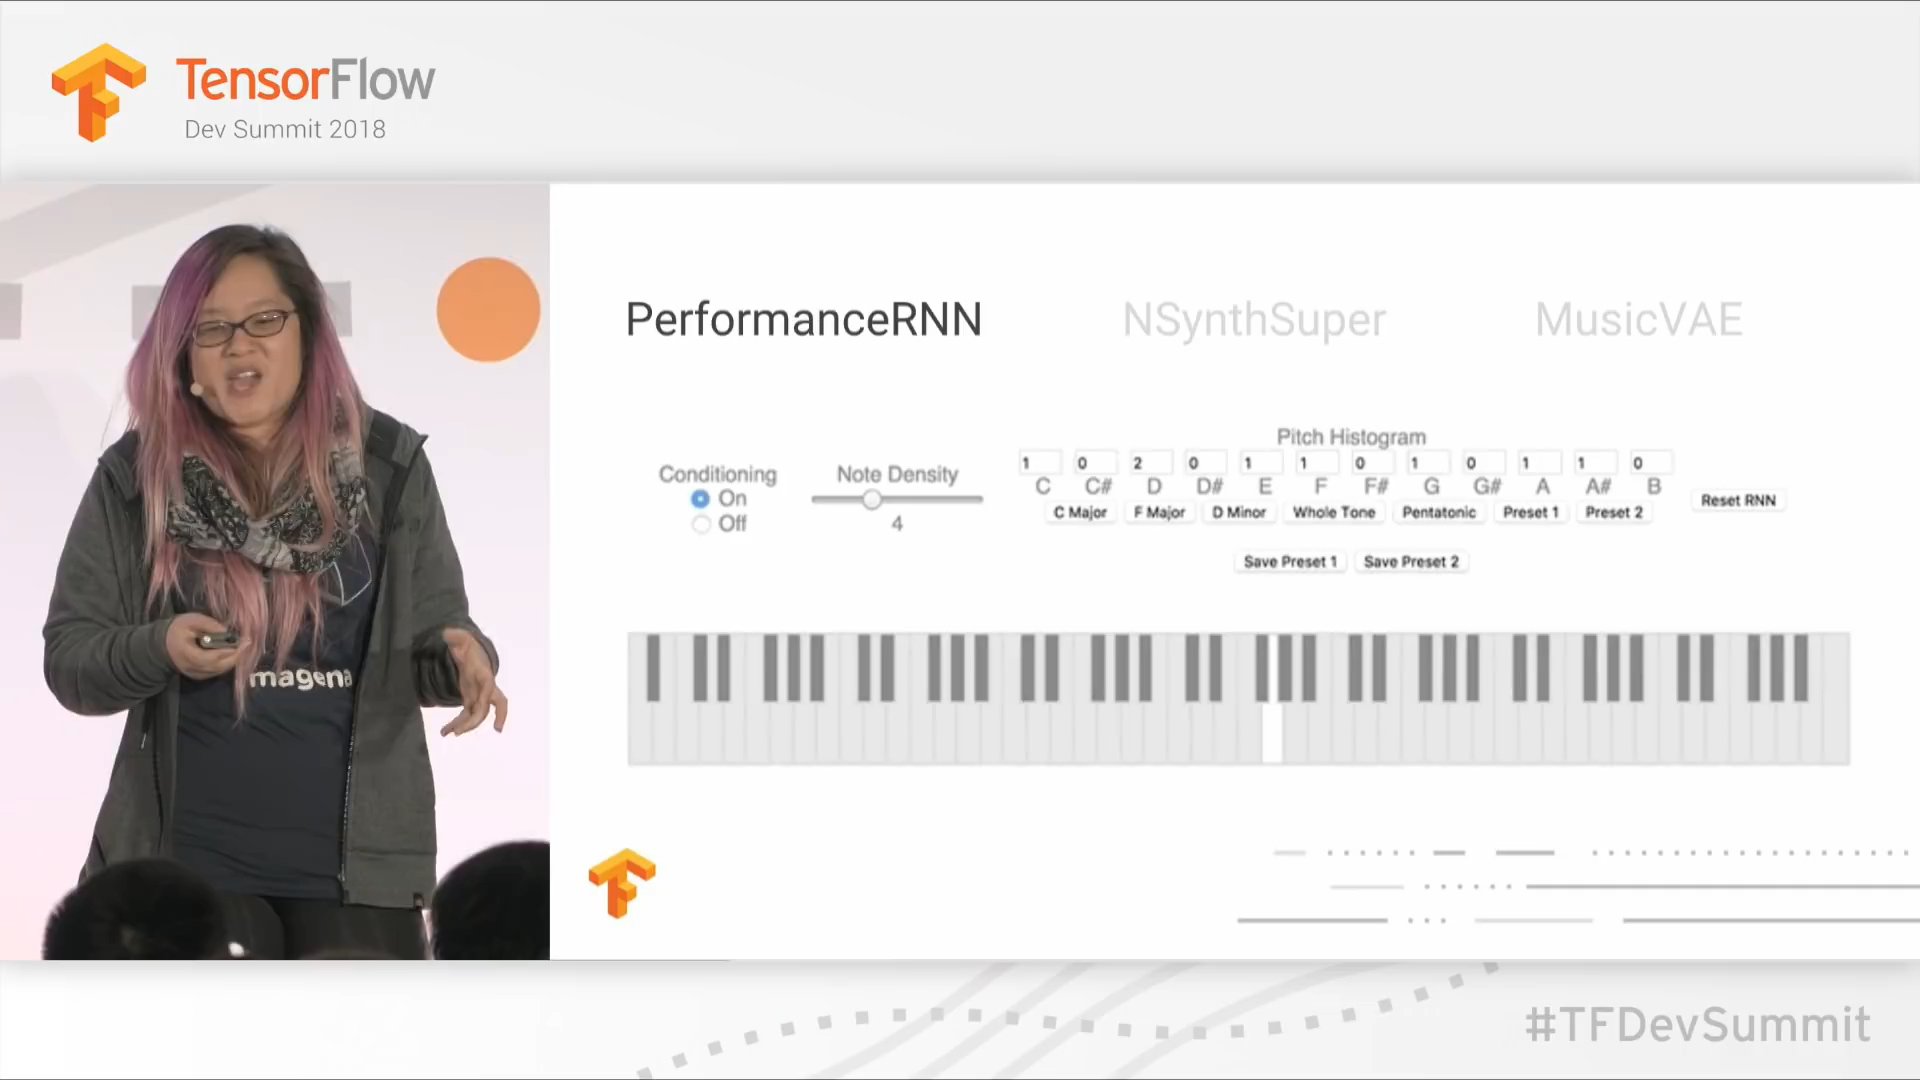 TensorFlow
Dev Summit 2018
PerformanceRNN NSynthSuper MusicVAE
Pitch Histogram
Conditioning
On
Off
Note Density
4
1 0 2 0 1 1 0 1 0 1 1 0
C C# D D# E F F# G G# A A# B
C Major F Major D Minor Whole Tone Pentatonic Preset 1 Preset 2
Reset RNN
Save Preset 1 Save Preset 2
magena
#TFDevSummit